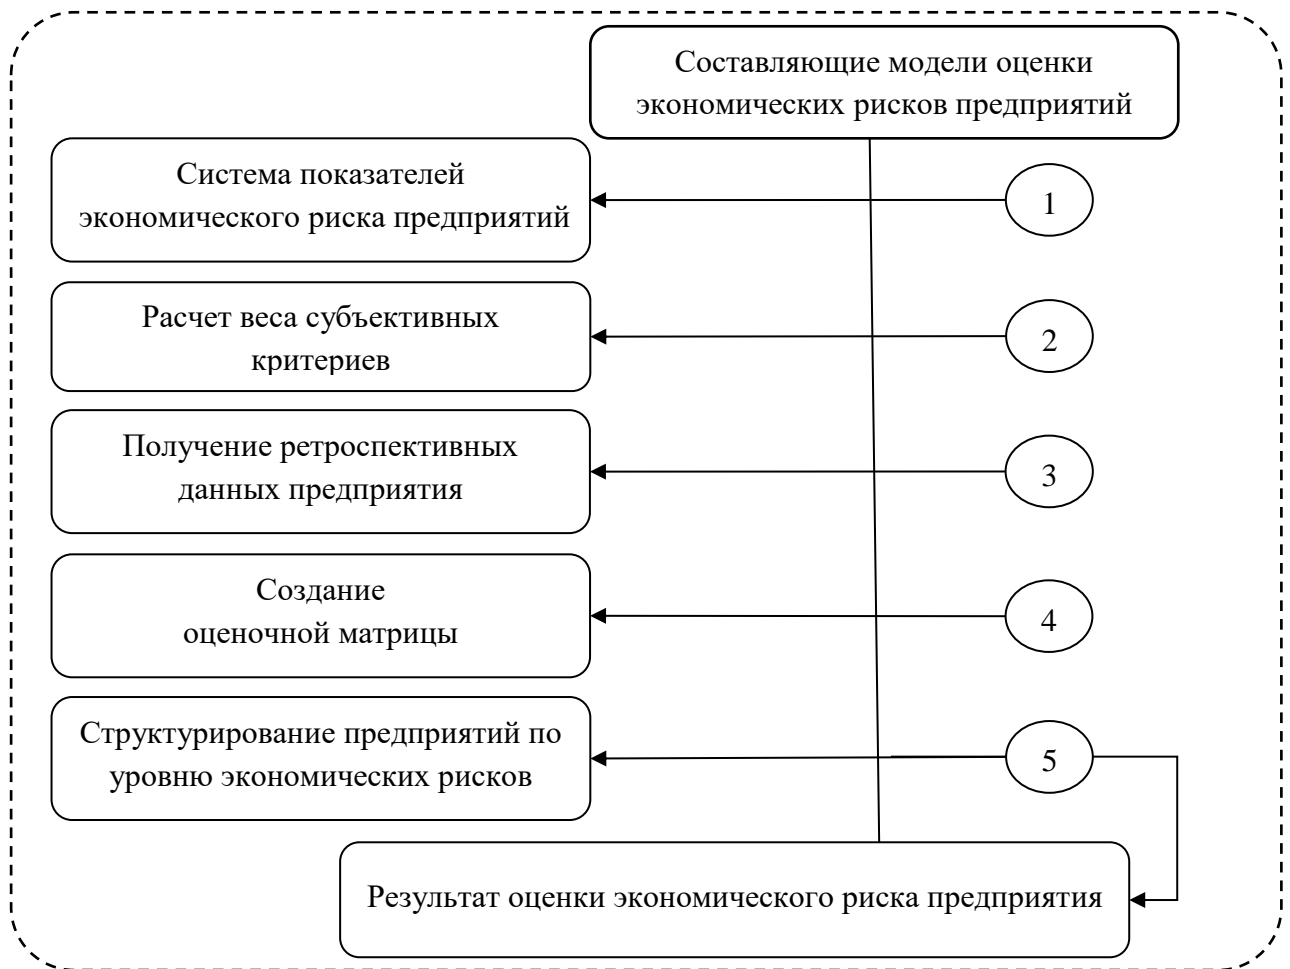 Составляющие модели оценки
экономических рисков предприятий
Система показателей
экономического риска предприятий
1
Расчет веса субъективных
критериев
2
Получение ретроспективных
данных предприятия
3
Создание
оценочной матрицы
4
Структурирование предприятий по
уровню экономических рисков
5
Результат оценки экономического риска предприятия